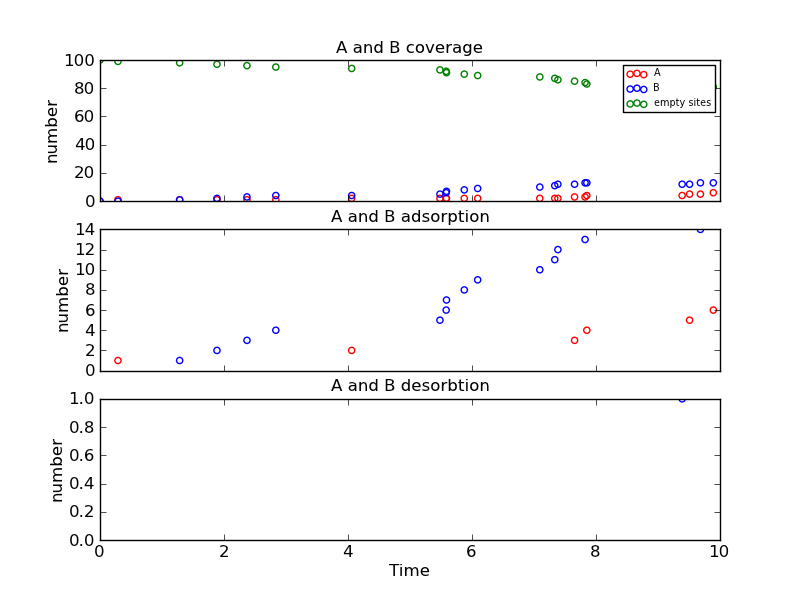 A and B coverage
100
80
60
40
20
0
number
A
B
empty sites
A and B adsorption
14
12
10
8
6
4
2
0
number
A and B desorbtion
1.0
0.8
0.6
0.4
0.2
0.0
number
0 2 4 6 8 10
Time